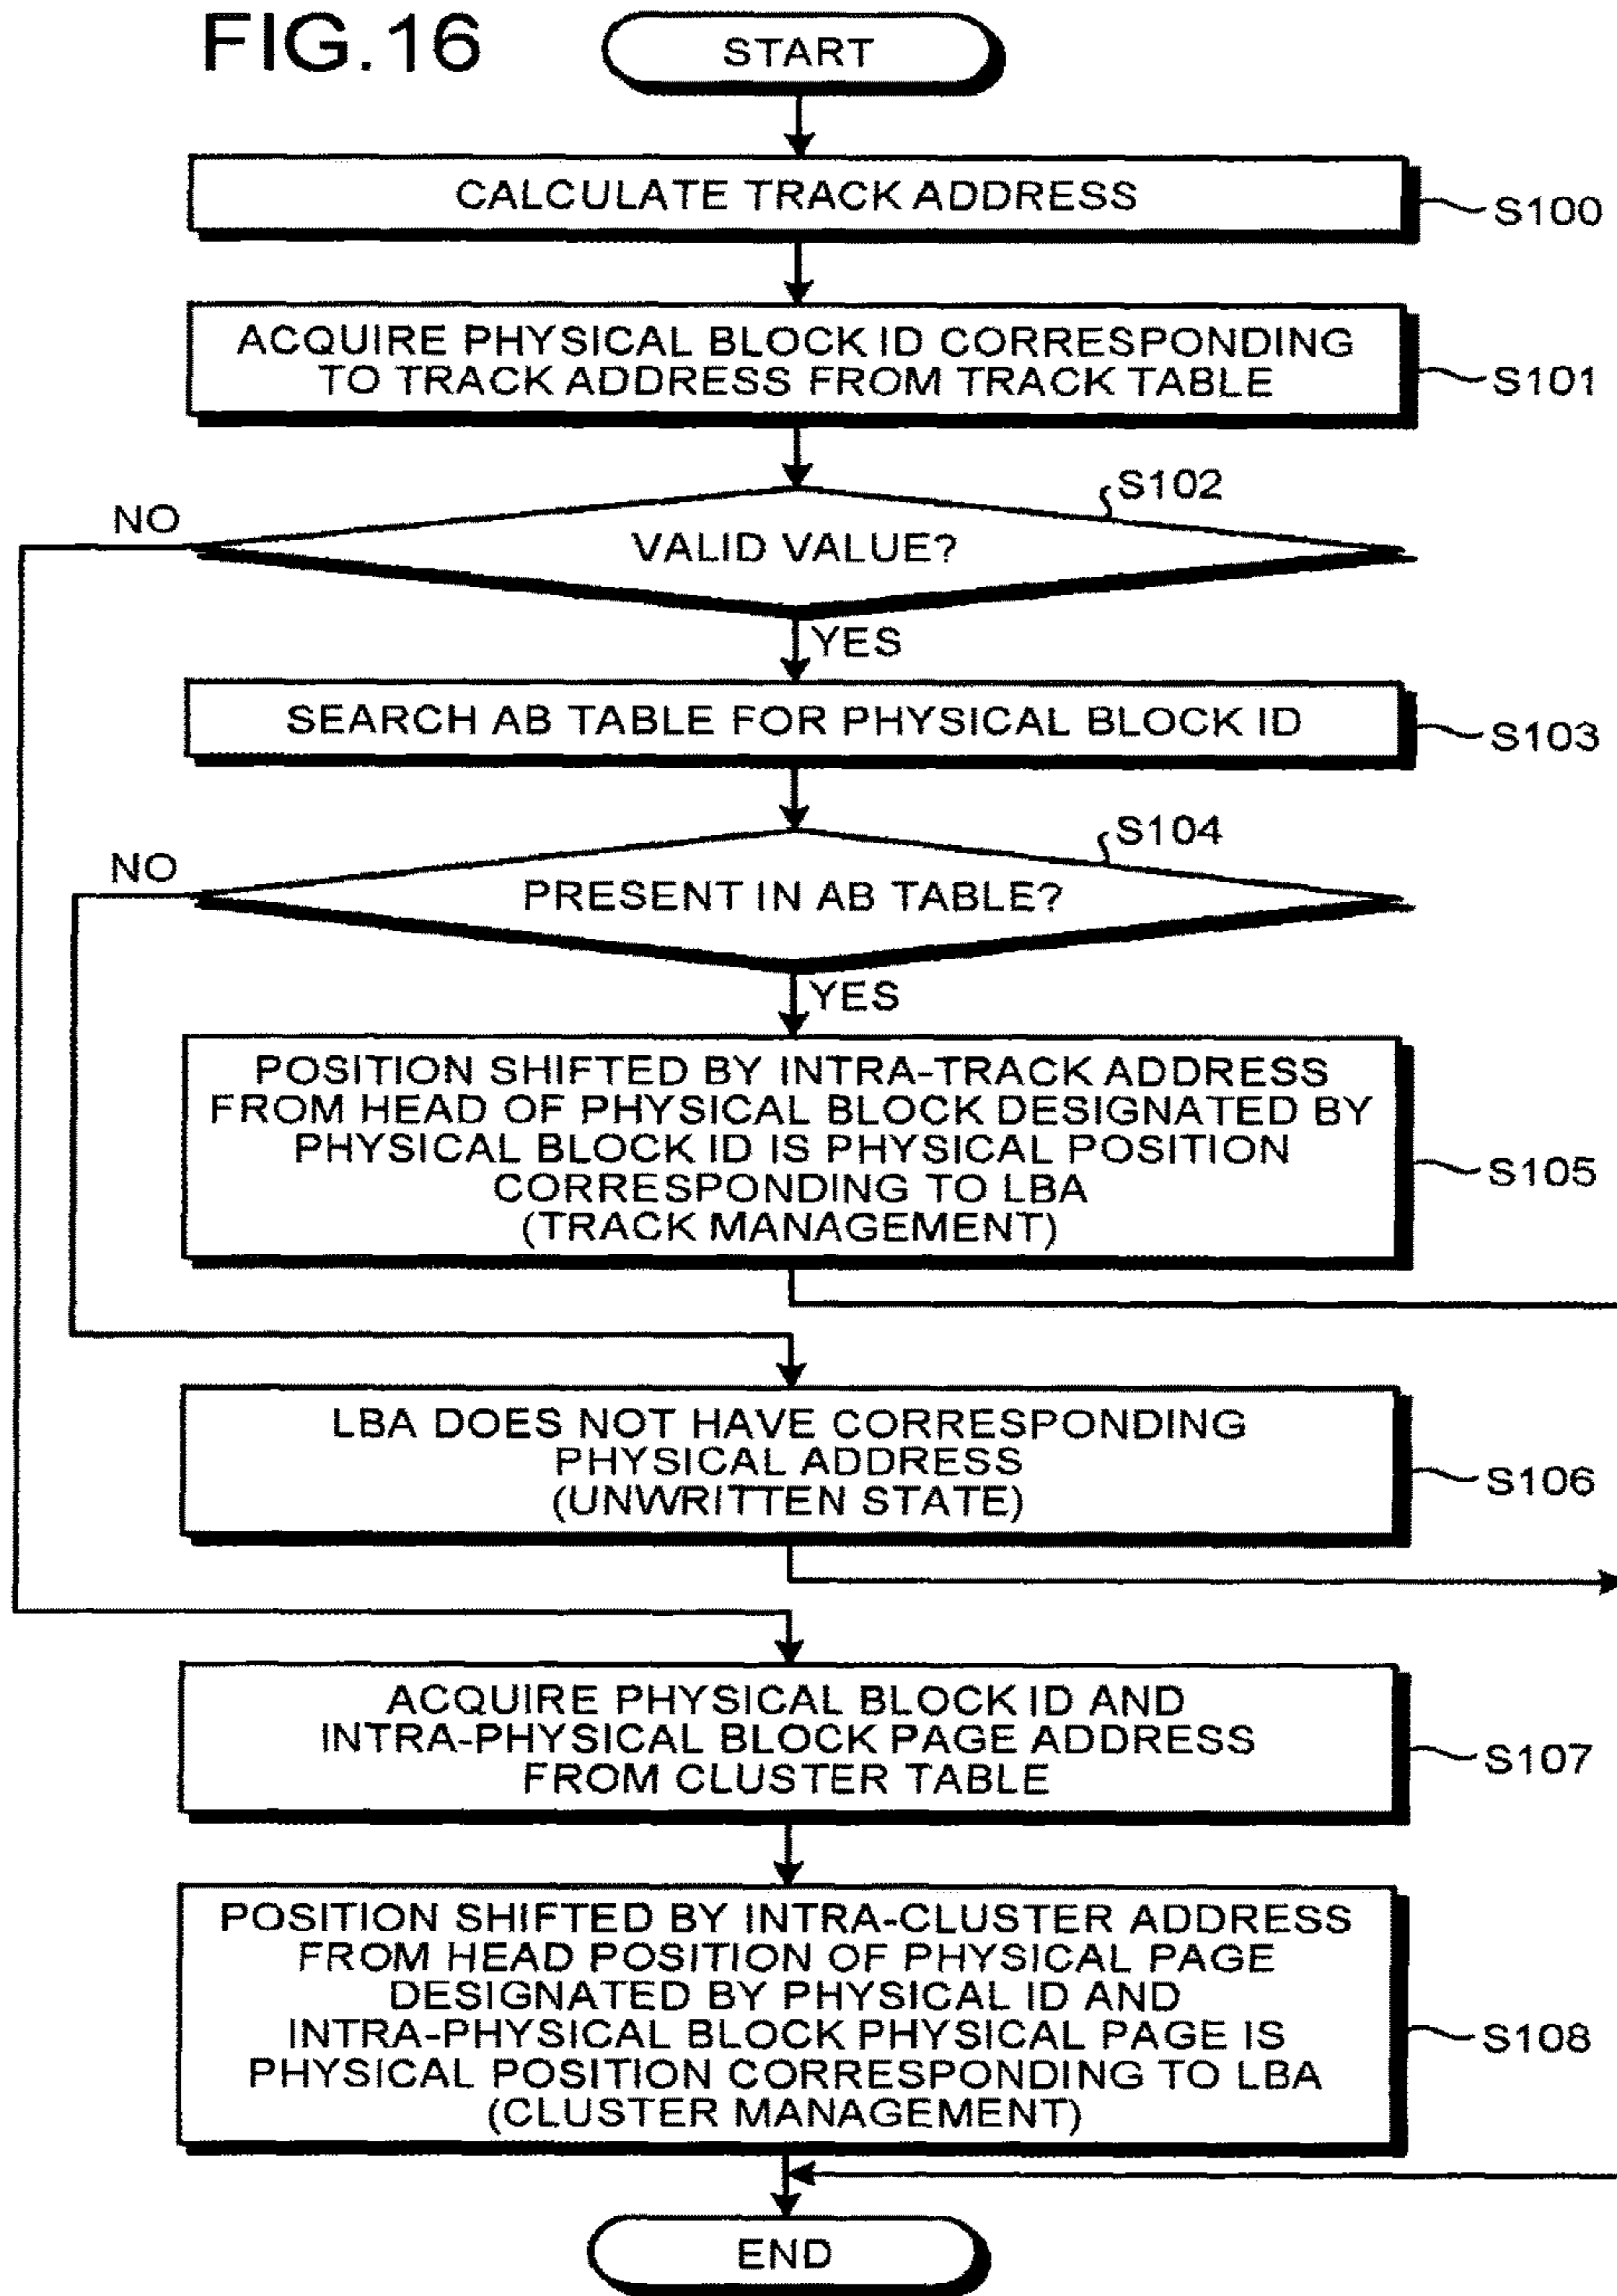 FIG.16
START
CALCULATE TRACK ADDRESS
S100
ACQUIRE PHYSICAL BLOCK ID CORRESPONDING
TO TRACK ADDRESS FROM TRACK TABLE
S101
S102
NO
VALID VALUE?
YES
SEARCH AB TABLE FOR PHYSICAL BLOCK ID
S103
S104
NO
PRESENT IN AB TABLE?
YES
POSITION SHIFTED BY INTRA-TRACK ADDRESS
FROM HEAD OF PHYSICAL BLOCK DESIGNATED BY
PHYSICAL BLOCK ID IS PHYSICAL POSITION
CORRESPONDING TO LBA
(TRACK MANAGEMENT)
S105
LBA DOES NOT HAVE CORRESPONDING
PHYSICAL ADDRESS
(UNWRITTEN STATE)
S106
ACQUIRE PHYSICAL BLOCK ID AND
INTRA-PHYSICAL BLOCK PAGE ADDRESS
FROM CLUSTER TABLE
S107
POSITION SHIFTED BY INTRA-CLUSTER ADDRESS
FROM HEAD POSITION OF PHYSICAL PAGE
DESIGNATED BY PHYSICAL ID AND
INTRA-PHYSICAL BLOCK PHYSICAL PAGE IS
PHYSICAL POSITION CORRESPONDING TO LBA
(CLUSTER MANAGEMENT)
S108
END